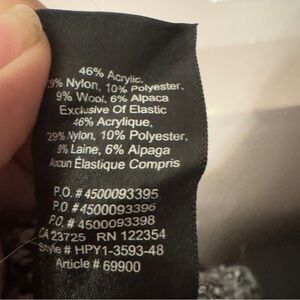 46% Acrylic,
29% Nylon, 10% Polyester,
9% Wool, 6% Alpaca
Exclusive Of Elastic
46% Acrylique,
29% Nylon, 10% Polyester,
9% Laine, 6% Alpaga
Aucun Élastique Compris
P.O. # 4500093395
P.O. # 4500093396
P.O. # 4500093398
CA 23725 RN 122354
Style # HPY1-3593-48
Article # 69900